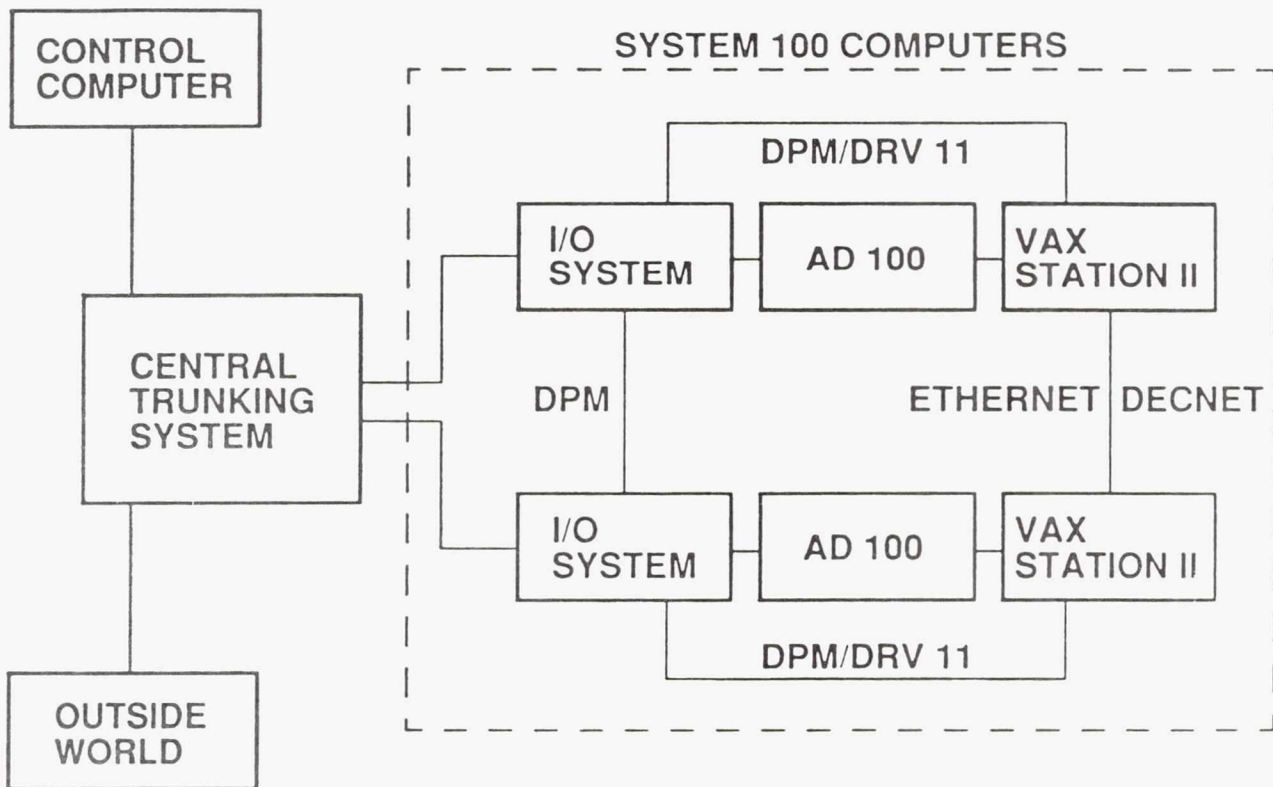 CONTROL
COMPUTER
SYSTEM 100 COMPUTERS
DPM/DRV 11
I/O
SYSTEM
AD 100
VAX
STATION II
CENTRAL
TRUNKING
SYSTEM
DPM
ETHERNET
DECNET
I/O
SYSTEM
AD 100
VAX
STATION II
DPM/DRV 11
OUTSIDE
WORLD